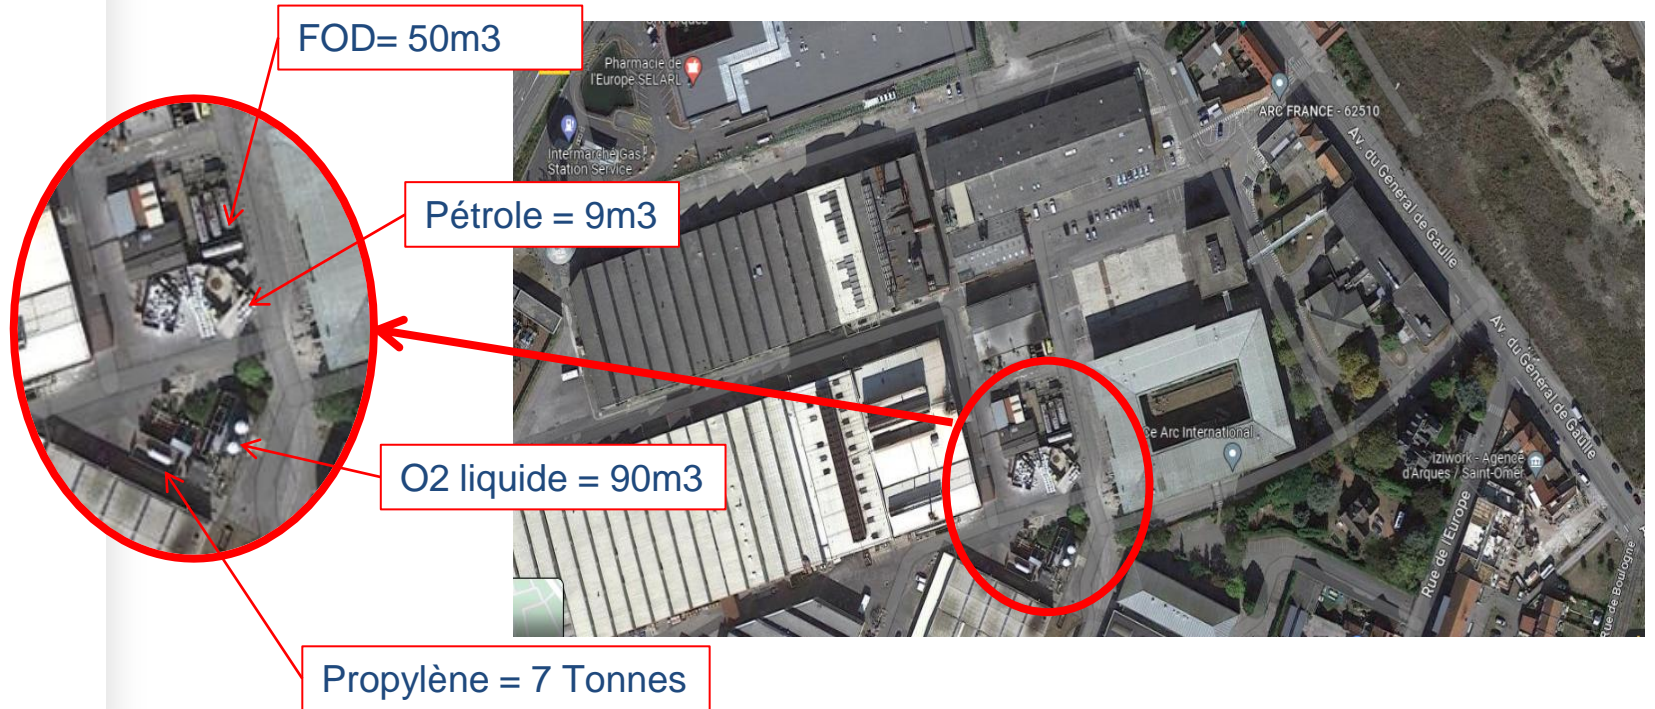 FOD= 50m3
Pharmacie de
l'Europe SELARL
ARC FRANCE - 62510
Intermarché Gas
Station Service
Av. du Général de Gaulle
Pétrole = 9m3
Av. du Général de Gaulle
Ce Arc International
Iziwork - Agence
d'Arques / Saint-Omer
O2 liquide = 90m3
Rue de l'Europe
Rue de Boulogne
Propylène = 7 Tonnes